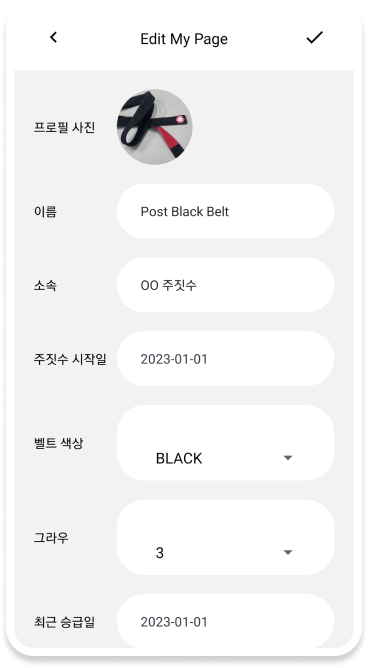 Edit My Page
프로필 사진
이름 Post Black Belt
소속 OO 주짓수
주짓수 시작일 2023-01-01
벨트 색상 BLACK
그라우 3
최근 승급일 2023-01-01